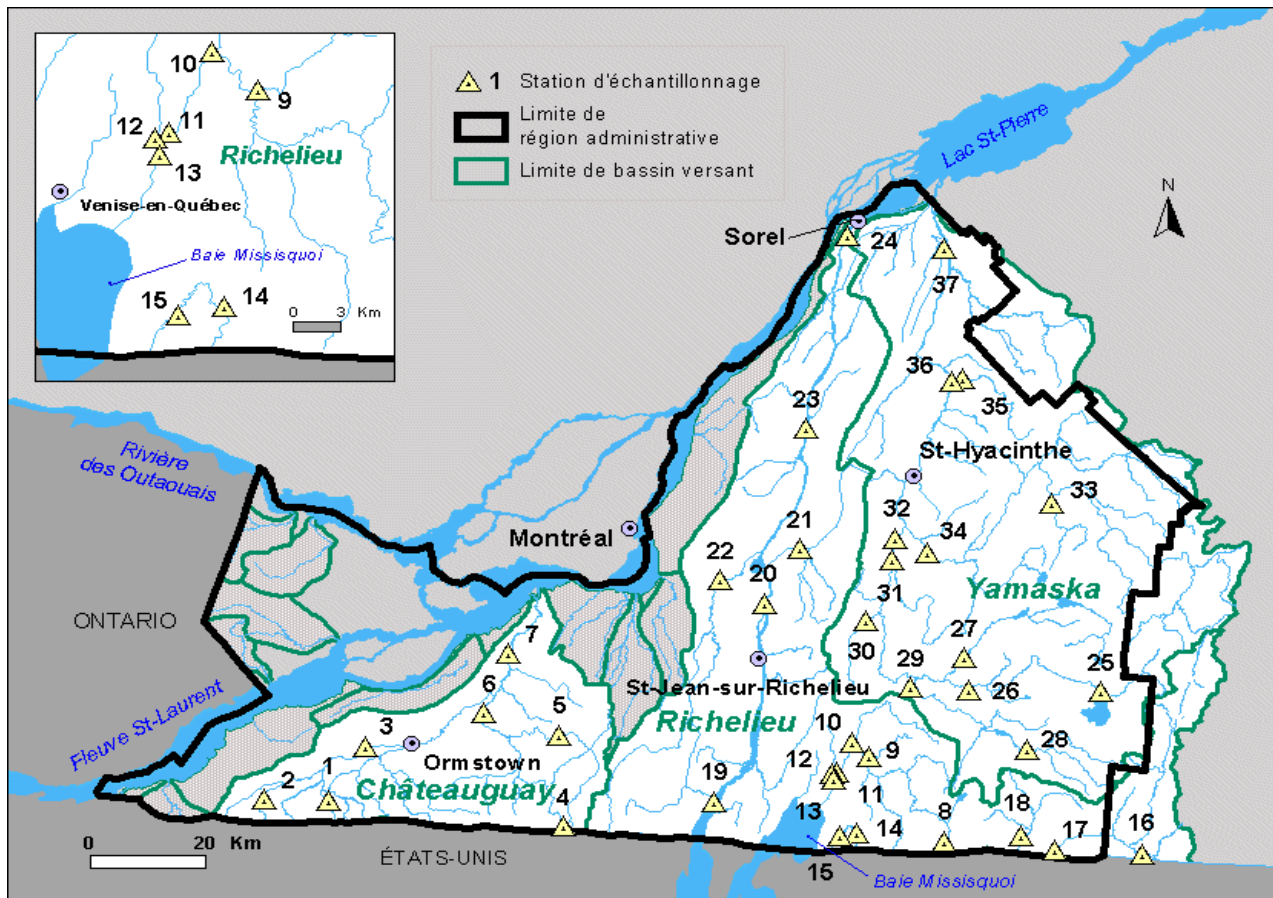 10
9
12
11
Richelieu
13
Venise-en-Québec
Baie Missisquoi
15
14
0 3 Km
1 Station d'échantillonnage
Limite de
région administrative
Limite de bassin versant
Lac St-Pierre
N
Sorel
24
37
36
35
23
St-Hyacinthe
Rivière
des Outaouais
33
32
Montréal
21
34
22
20
Yamaska
ONTARIO
31
30
27
7
29
25
St-Jean-sur-Richelieu
26
6
5
Richelieu
Fleuve St-Laurent
3
10
9
28
Ormstown
12
2
1
Châteauguay
19
11
4
13
8
18
14
17
16
0 20 Km
ÉTATS-UNIS
15
Baie Missisquoi